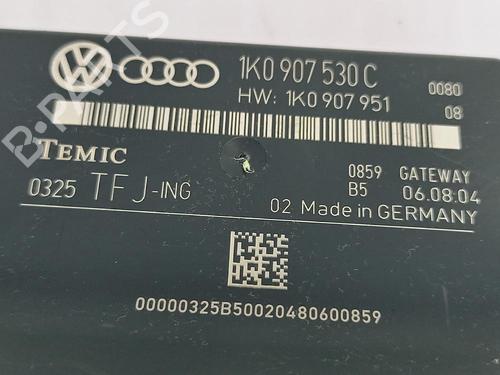 1K0 907 530 C
0080
HW: 1K0 907 951
08
TEMIC
0859 GATEWAY
0325 TFJ-ING
B5 06.08:04
02 Made in GERMANY
00000325B50020480600859
B-PARTS